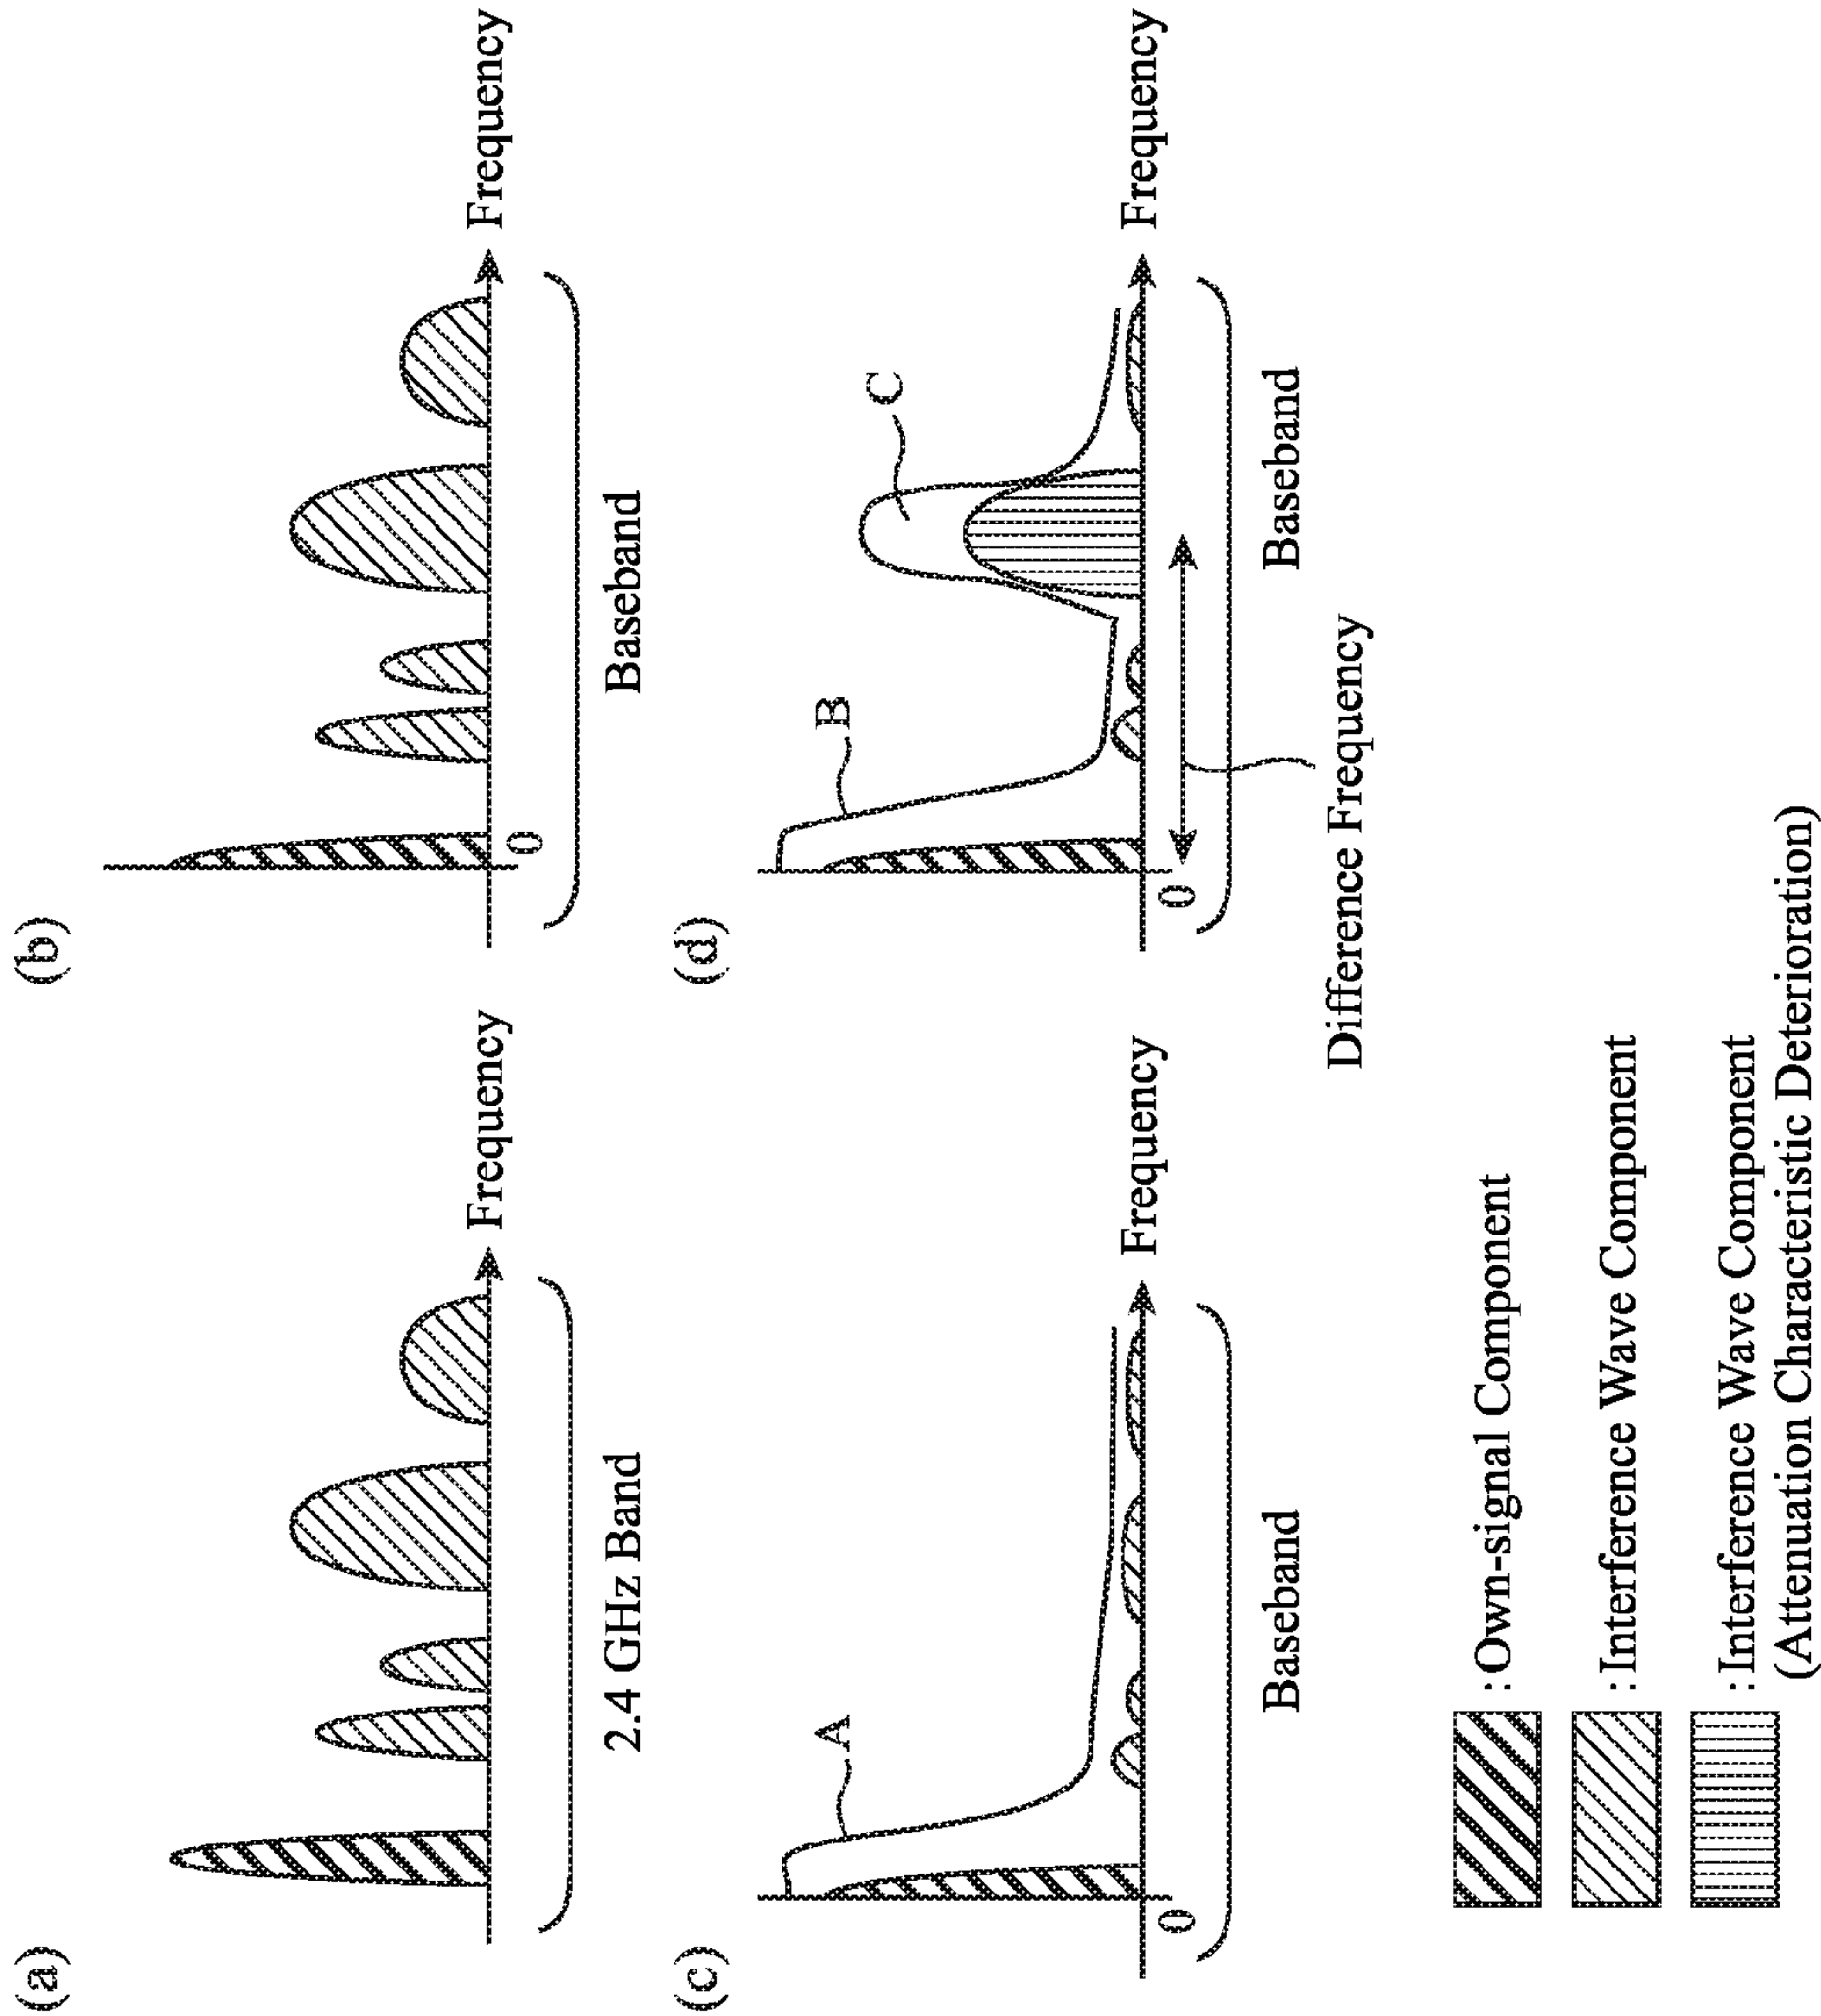 (a)
Frequency
2.4 GHz Band
(b)
0
Frequency
Baseband
(c)
A
0
Frequency
Baseband
(d)
B
C
0
Frequency
Difference Frequency
Baseband
: Own-signal Component
: Interference Wave Component
: Interference Wave Component
(Attenuation Characteristic Deterioration)